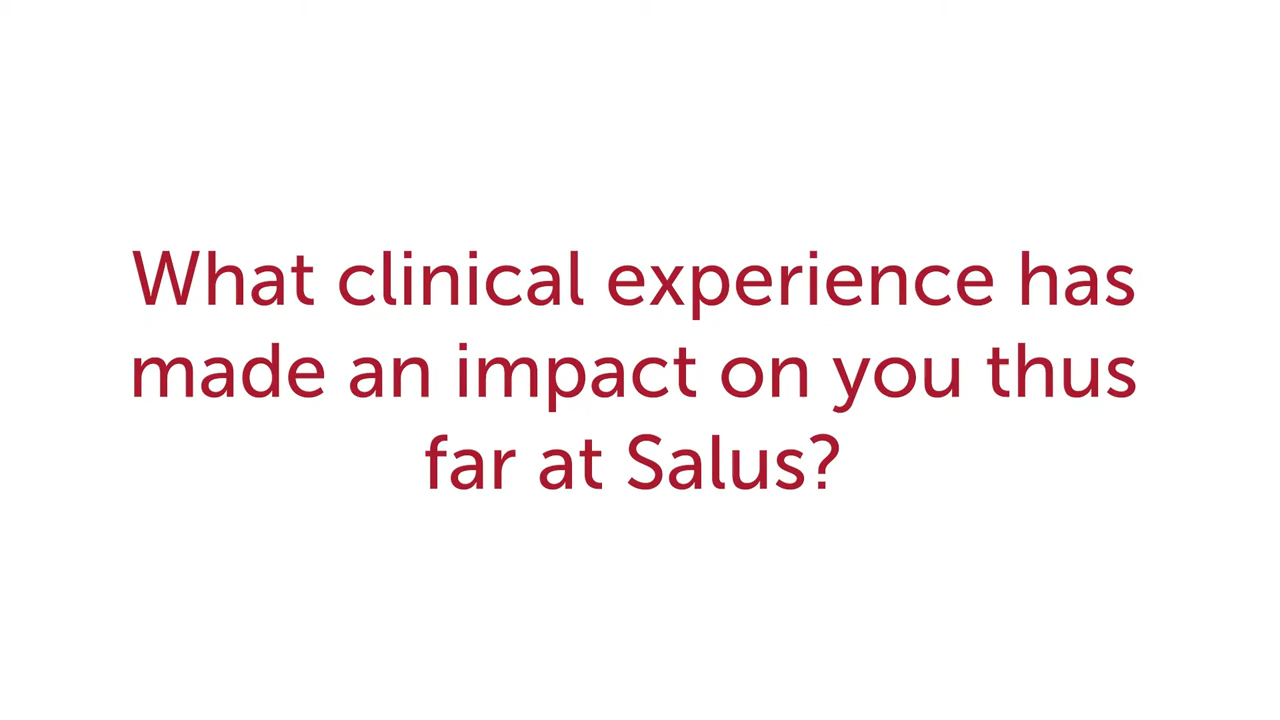 What clinical experience has
made an impact on you thus
far at Salus?